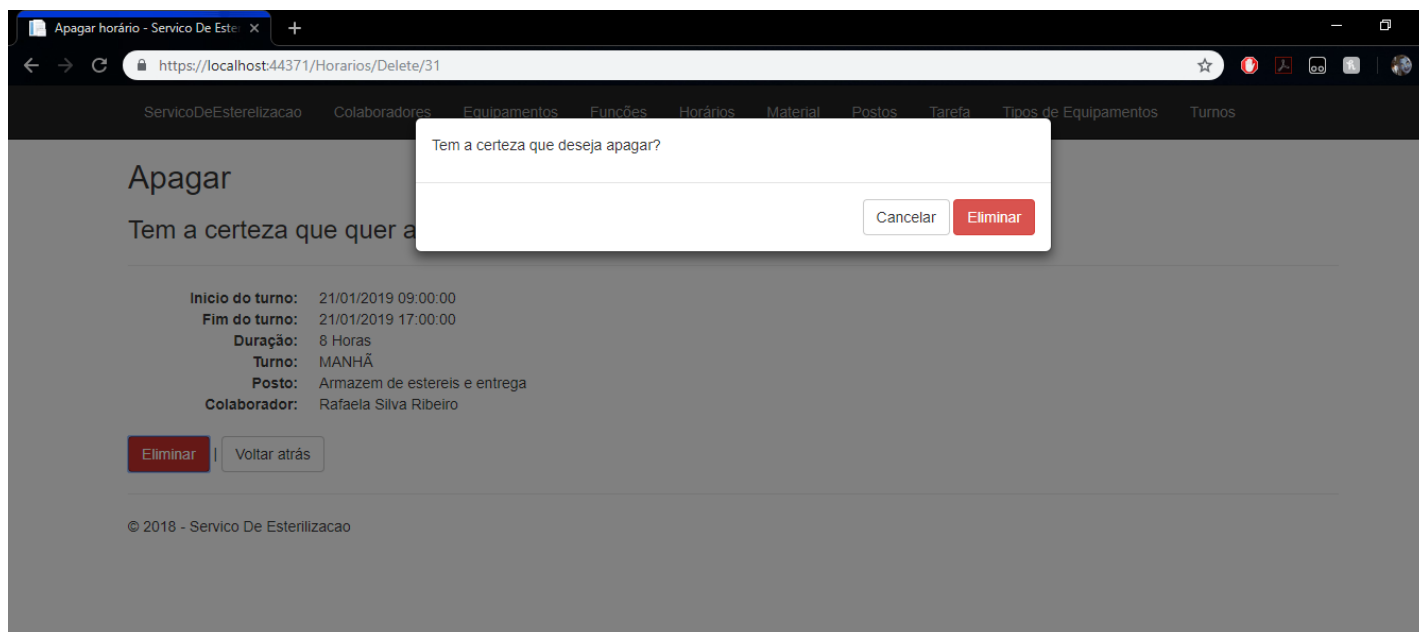 Apagar horário - Servico De Este
https://localhost:44371/Horarios/Delete/31
ServicoDeEsterelizacao Colaboradores Equipamentos Funções Horários Material Postos Tarefa Tipos de Equipamentos Turnos
Tem a certeza que deseja apagar?
Cancelar Eliminar
Apagar
Tem a certeza que quer a
Inicio do turno: 21/01/2019 09:00:00
Fim do turno: 21/01/2019 17:00:00
Duração: 8 Horas
Turno: MANHÃ
Posto: Armazem de estereis e entrega
Colaborador: Rafaela Silva Ribeiro
Eliminar | Voltar atrás
© 2018 - Servico De Esterilizacao